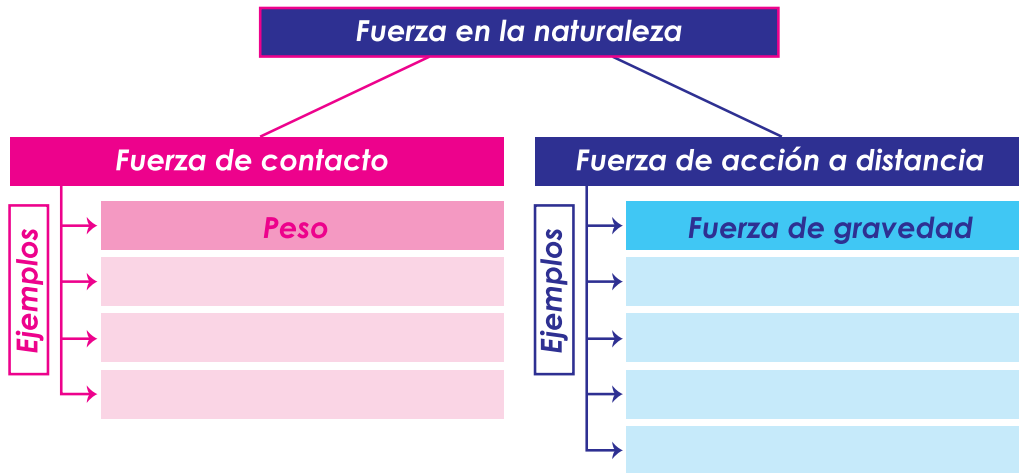 Fuerza en la naturaleza
Fuerza de contacto
Ejemplos
Peso
Fuerza de acción a distancia
Ejemplos
Fuerza de gravedad